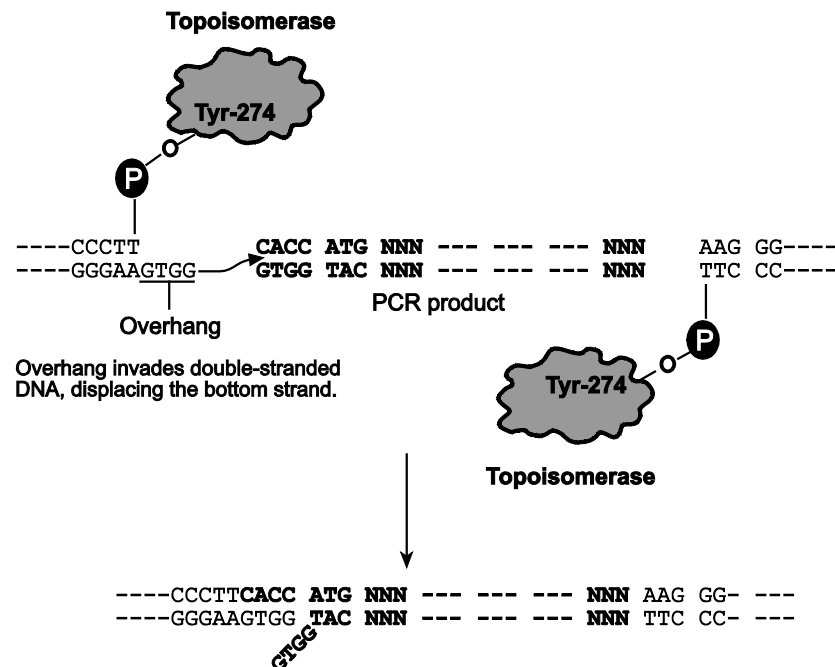 Topoisomerase
Tyr-274
O
P
----CCCTT CACC ATG NNN --- --- --- NNN AAG GG----
----GGGAAGTGG GTGG TAC NNN --- --- --- NNN TTC CC----
Overhang
PCR product
Overhang invades double-stranded
DNA, displacing the bottom strand.
P
O
Tyr-274
Topoisomerase
----CCCTTCACC ATG NNN --- --- --- NNN AAG GG- ---
----GGGAAGTGG TAC NNN --- --- --- NNN TTC CC- ---
GTGG